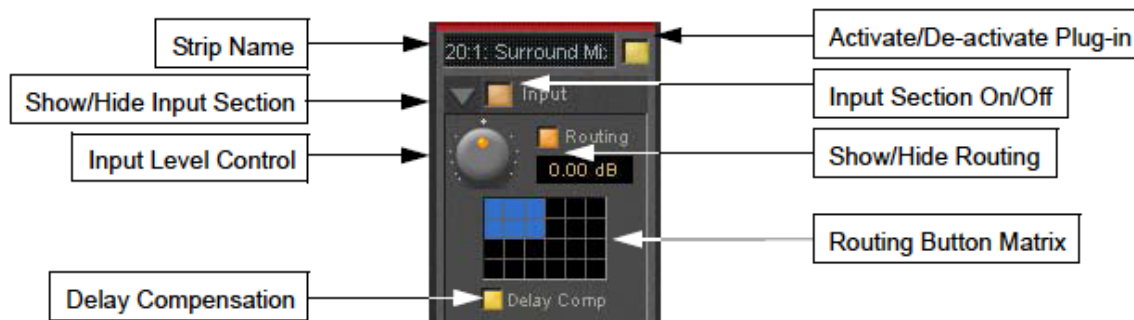 Strip Name
20:1: Surround Mi
Activate/De-activate Plug-in
Show/Hide Input Section
Input
Input Section On/Off
Input Level Control
Routing
0.00 dB
Show/Hide Routing
Routing Button Matrix
Delay Compensation
Delay Comp